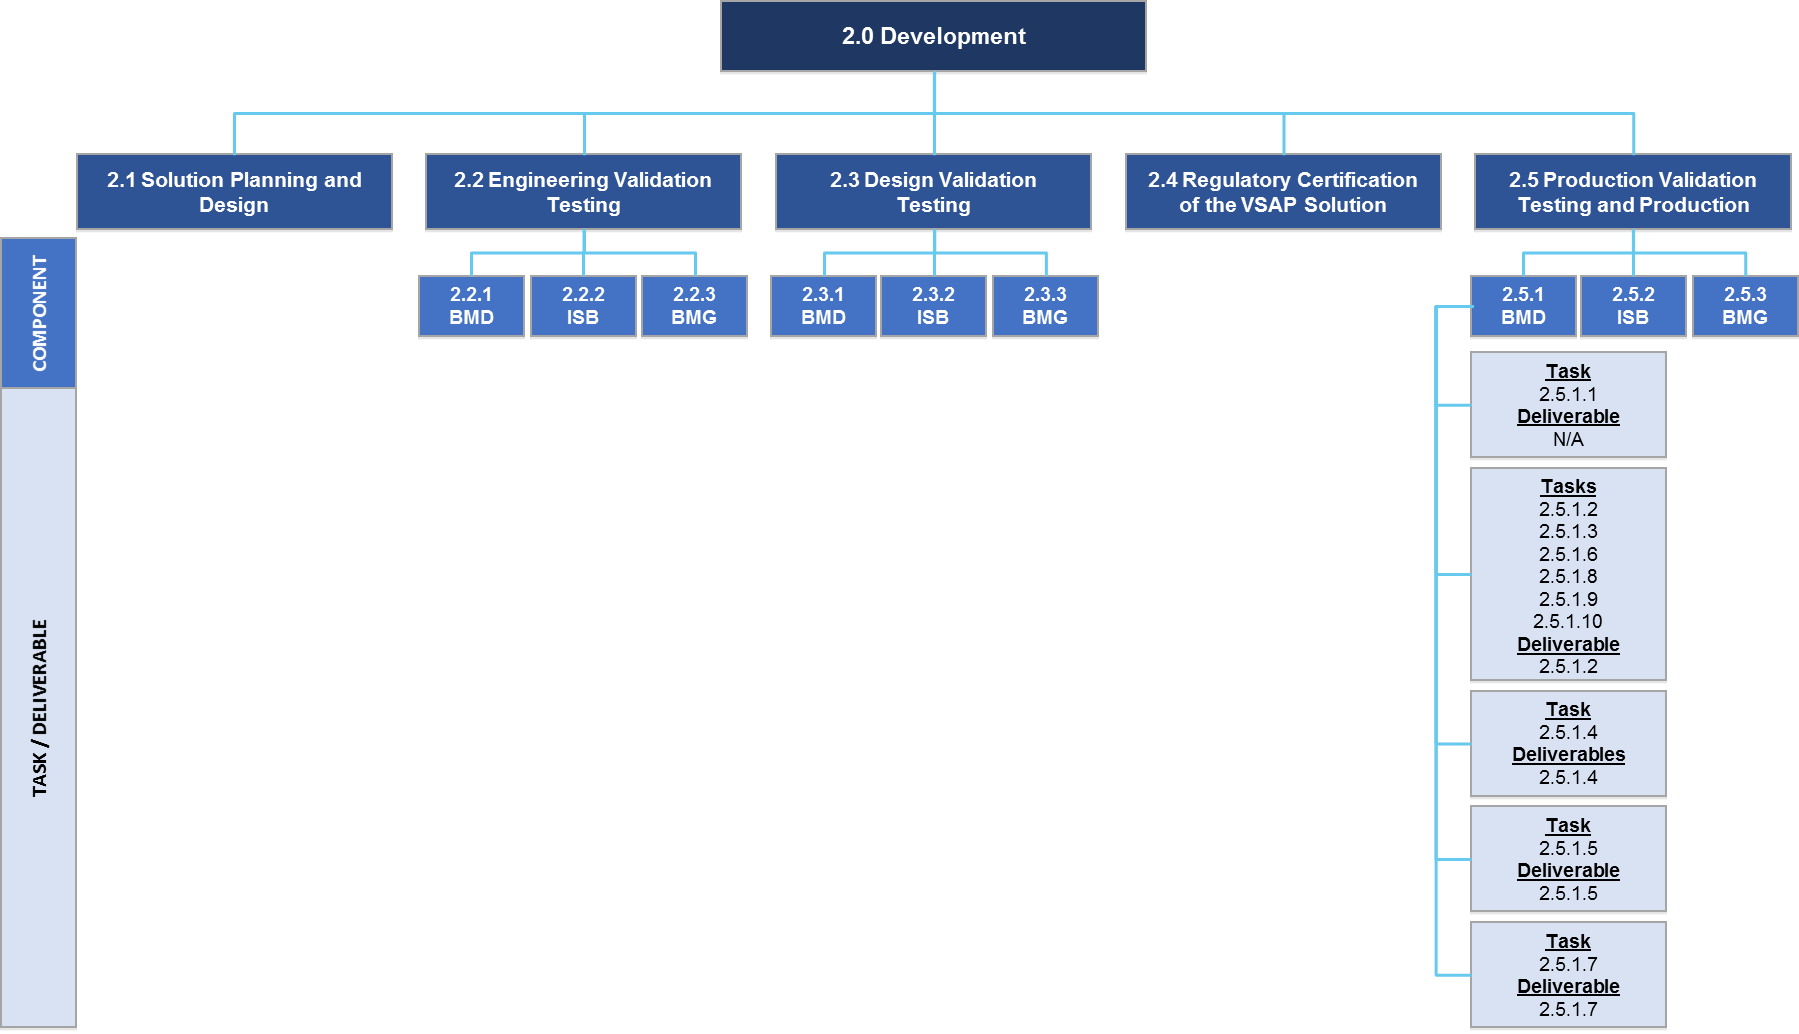 2.0 Development
2.1 Solution Planning and
Design
2.2 Engineering Validation
Testing
2.3 Design Validation
Testing
2.4 Regulatory Certification
of the VSAP Solution
2.5 Production Validation
Testing and Production
COMPONENT
2.2.1
BMD
2.2.2
ISB
2.2.3
BMG
2.3.1
BMD
2.3.2
ISB
2.3.3
BMG
2.5.1
BMD
2.5.2
ISB
2.5.3
BMG
TASK / DELIVERABLE
Task
2.5.1.1
Deliverable
N/A
Tasks
2.5.1.2
2.5.1.3
2.5.1.6
2.5.1.8
2.5.1.9
2.5.1.10
Deliverable
2.5.1.2
Task
2.5.1.4
Deliverables
2.5.1.4
Task
2.5.1.5
Deliverable
2.5.1.5
Task
2.5.1.7
Deliverable
2.5.1.7